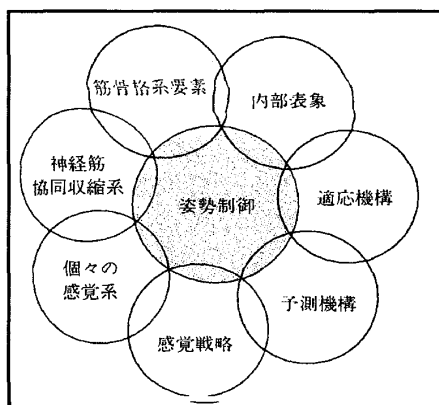 筋骨格系要素
内部表象
神経筋
協同収縮系
姿勢制御
適応機構
個々の
感覚系
予測機構
感覚戦略